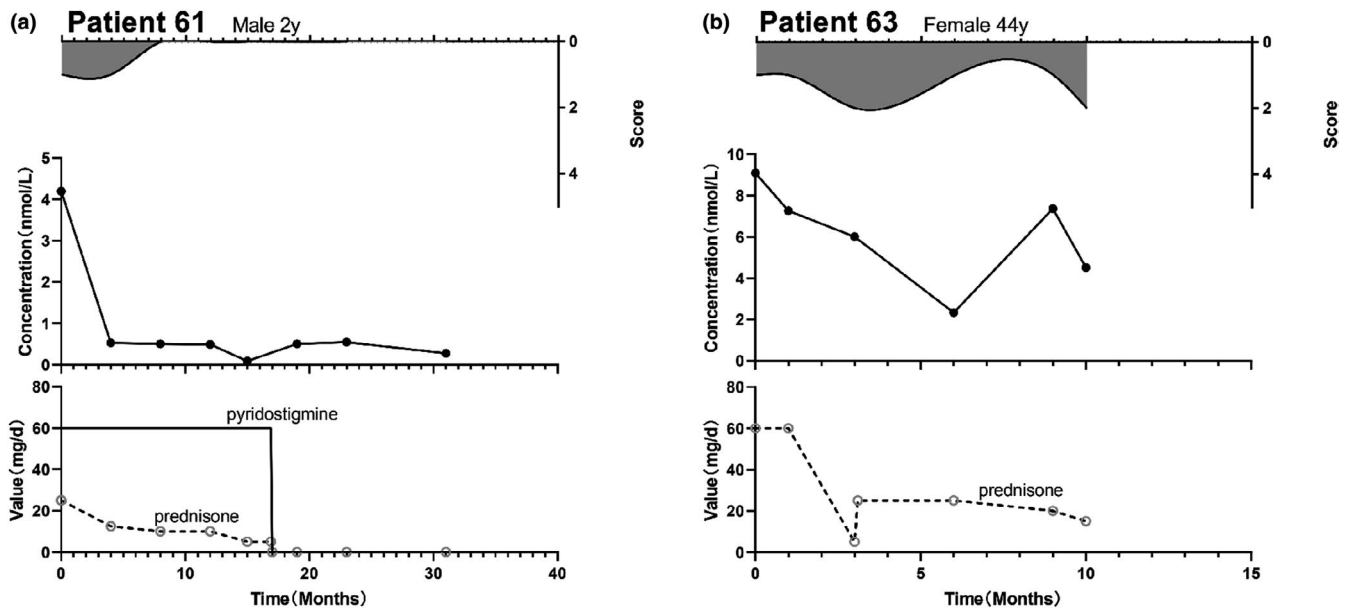 (a) Patient 61 Male 2y
0
2
4
Score
5
4
3
2
1
0
Concentration(nmol/L)
80
60
40
20
0
Value(mg/d)
pyridostigmine
prednisone
0 10 20 30 40
Time(Months)
(b) Patient 63 Female 44y
0
2
4
Score
10
8
6
4
2
0
Concentration(nmol/L)
80
60
40
20
0
Value(mg/d)
prednisone
0 5 10 15
Time(Months)